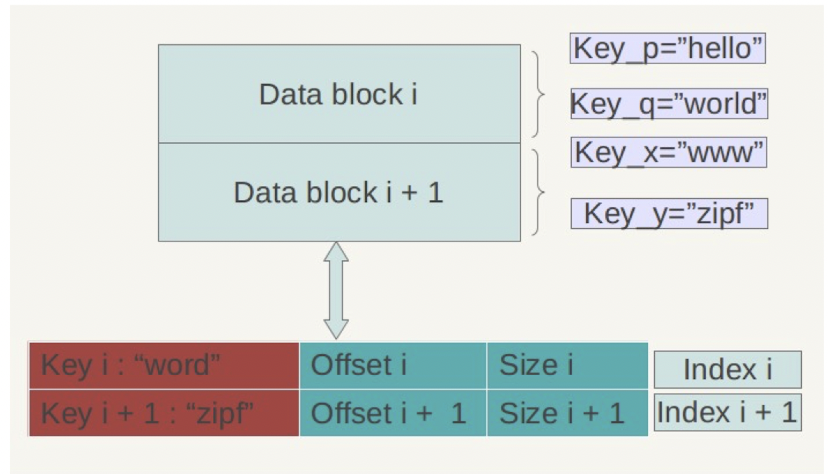 Data block i
Data block i + 1
Key_p=”hello”
Key_q=”world”
Key_x=”www”
Key_y=”zipf”
Key i : “word”	Offset i	Size i	Index i
Key i + 1 : “zipf”	Offset i + 1	Size i + 1	Index i + 1